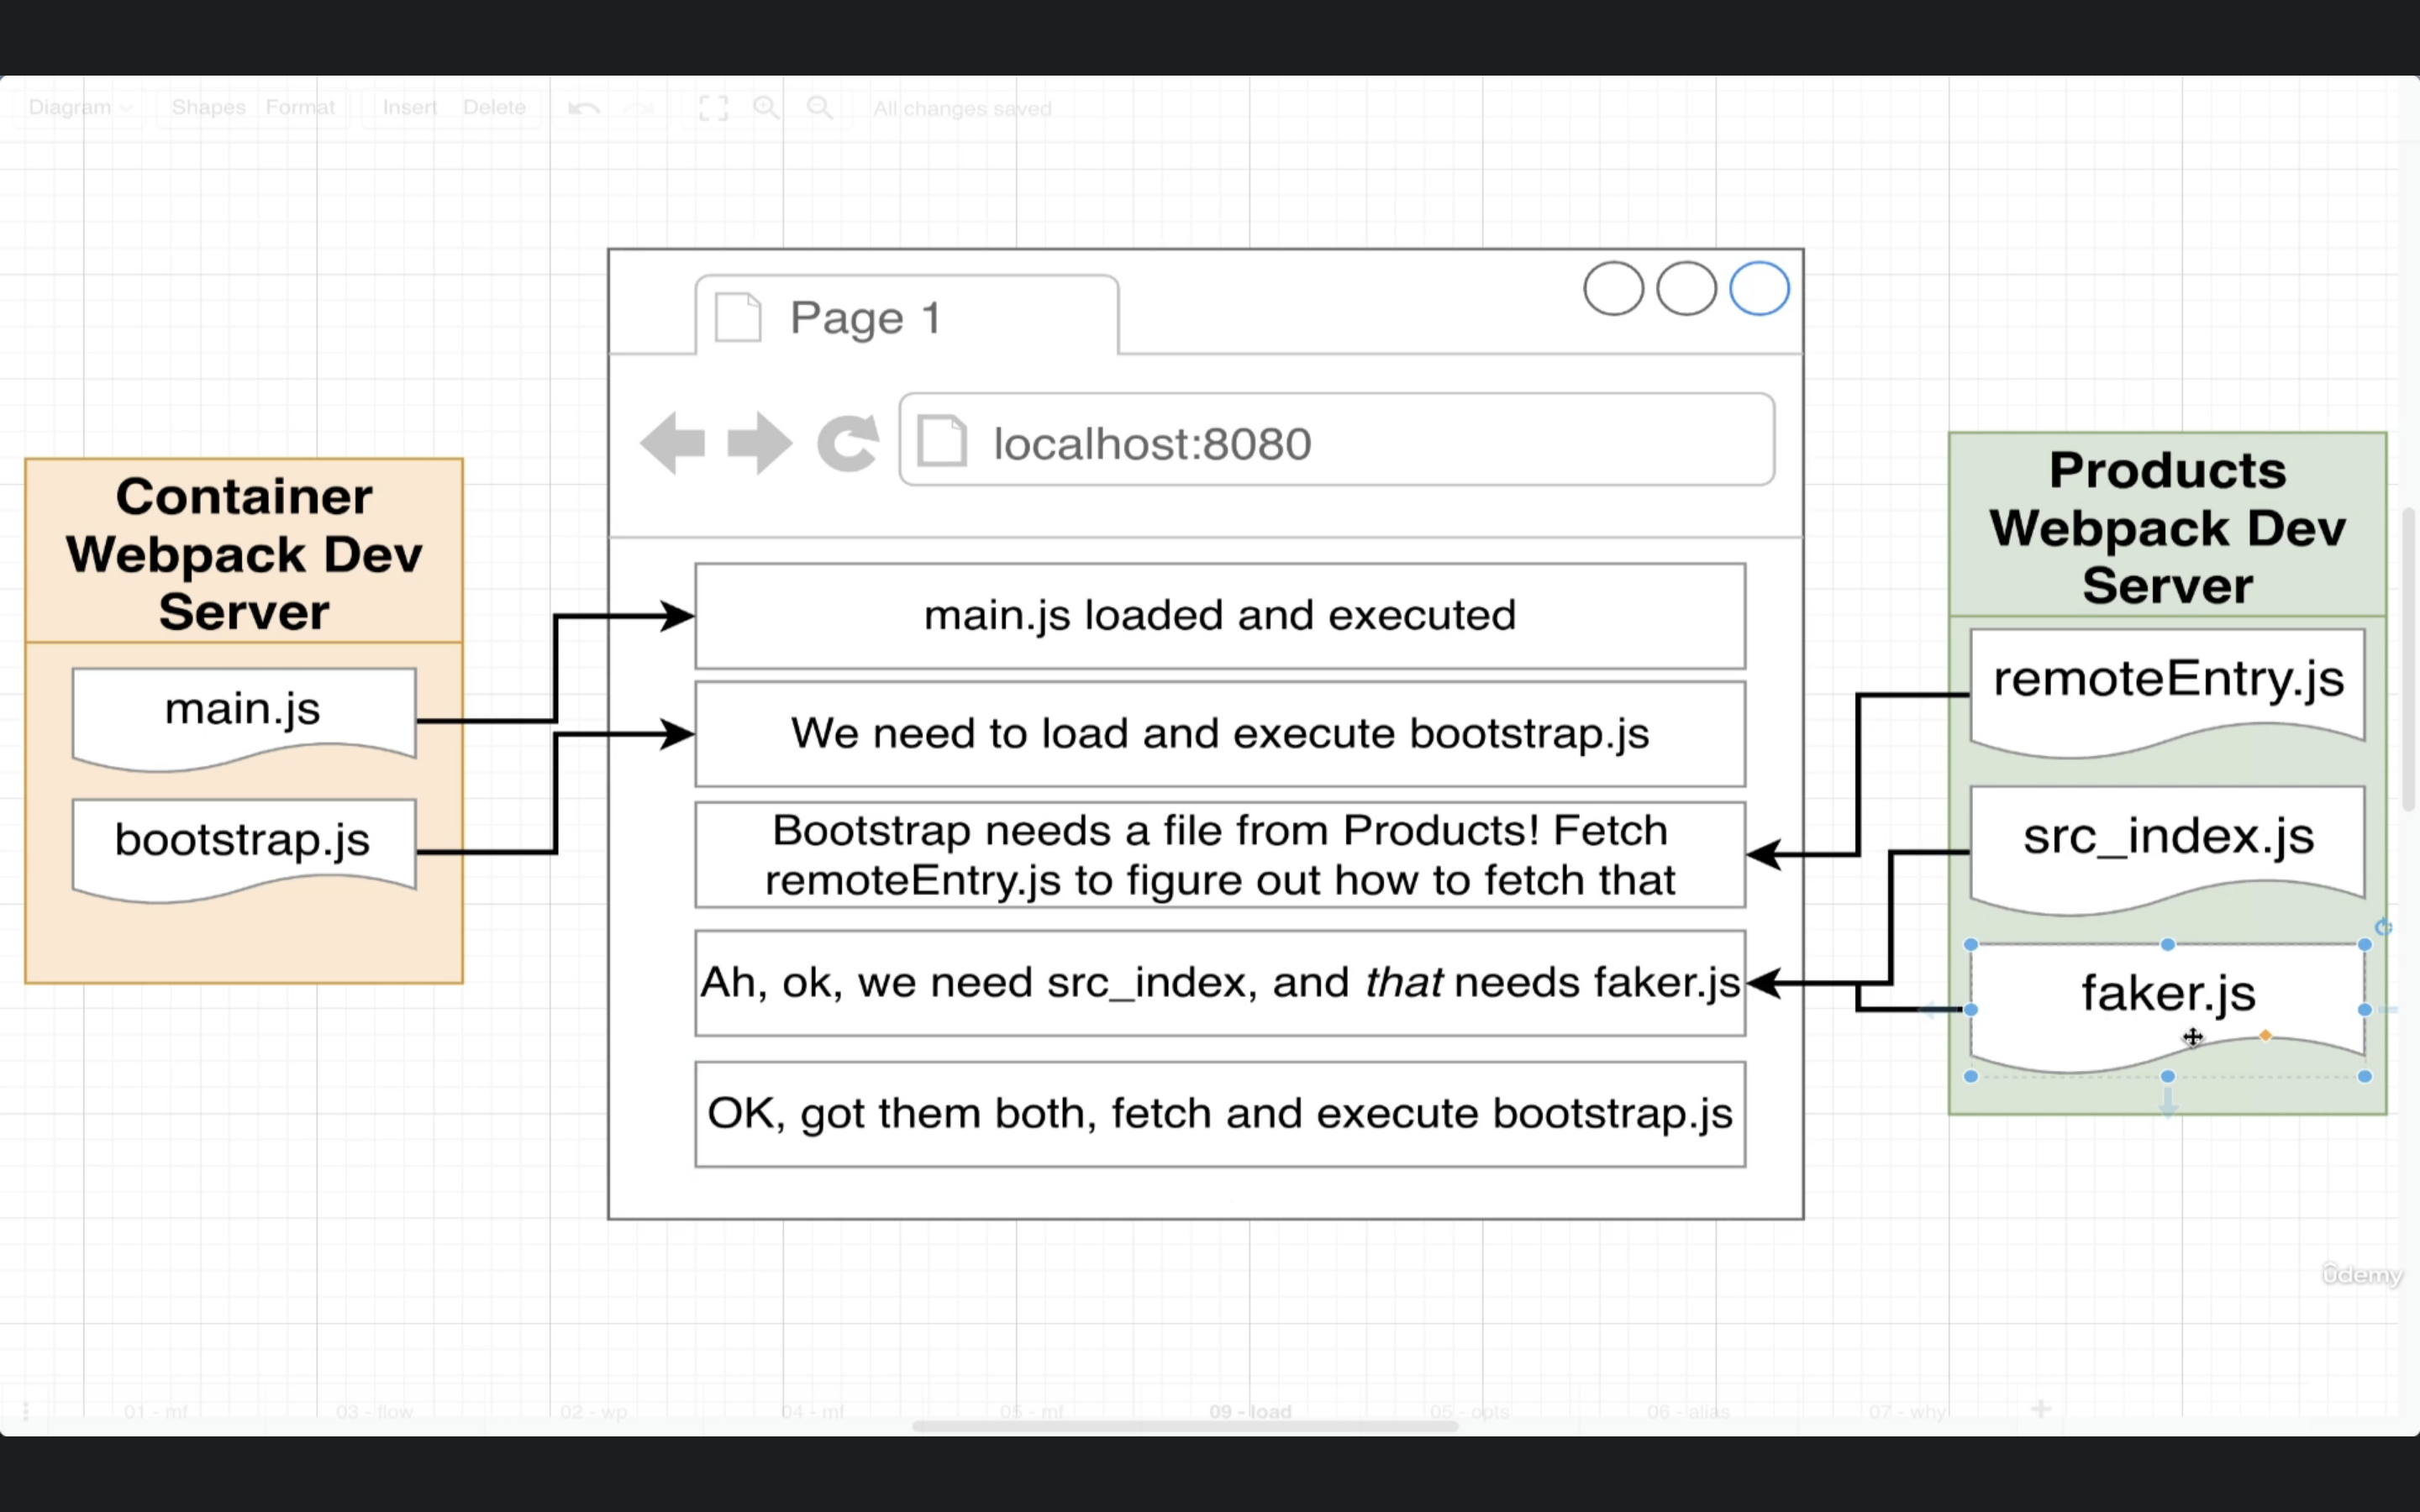 Diagram Shapes Format Insert Delete All changes saved
Page 1
localhost:8080
Container
Webpack Dev
Server
main.js
bootstrap.js
main.js loaded and executed
We need to load and execute bootstrap.js
Bootstrap needs a file from Products! Fetch
remoteEntry.js to figure out how to fetch that
Ah, ok, we need src_index, and that needs faker.js
OK, got them both, fetch and execute bootstrap.js
Products
Webpack Dev
Server
remoteEntry.js
src_index.js
faker.js
ûdemy
01 - mf 03 - flow 02 - wp 04 - mf 05 - mf 09 - load 05 - opts 06 - alias 07 - why